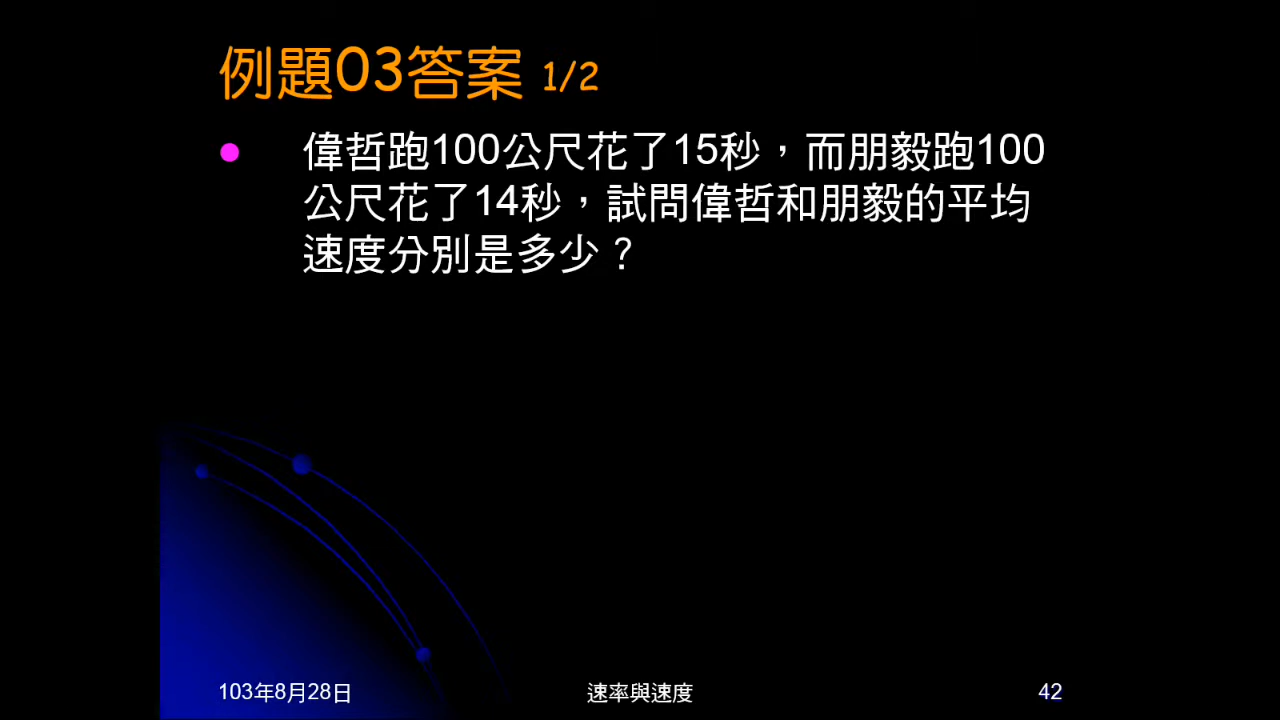 例題03答案 1/2
偉哲跑100公尺花了15秒，而朋毅跑100
公尺花了14秒，試問偉哲和朋毅的平均
速度分別是多少？
103年8月28日
速率與速度
42